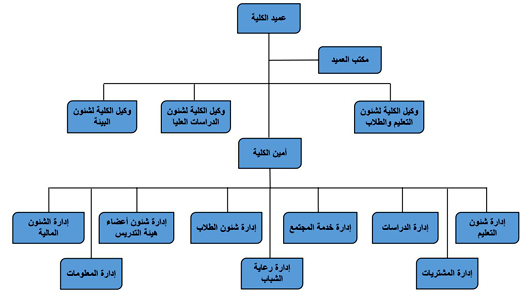 عميد الكلية
مكتب العميد
وكيل الكلية لشئون
التعليم والطلاب
وكيل الكلية لشئون
الدراسات العليا
وكيل الكلية لشئون
البيئة
أمين الكلية
إدارة شئون
التعليم
إدارة الدراسات
إدارة خدمة المجتمع
إدارة شئون الطلاب
إدارة شئون أعضاء
هيئة التدريس
إدارة الشئون
المالية
إدارة المشتريات
إدارة رعاية
الشباب
إدارة المعلومات